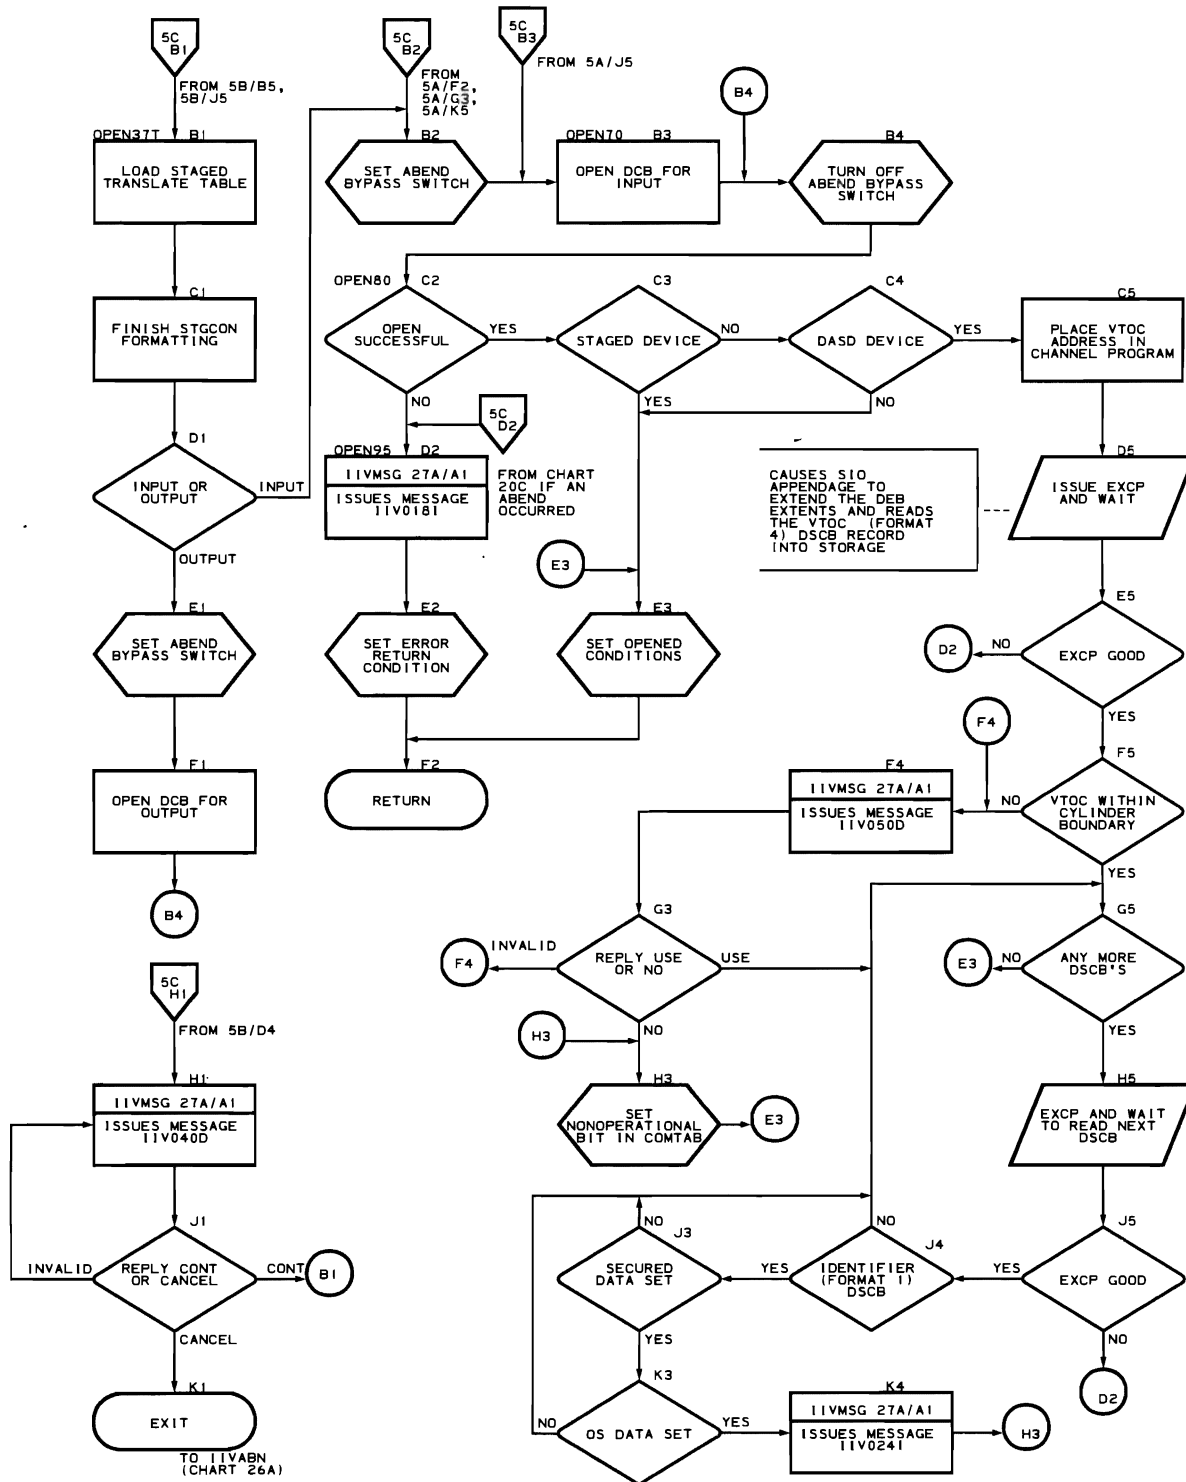 5C
B1
FROM 5B/B5,
5B/J5
5C
B2
FROM
5A/F2,
5A/G3,
5A/K5
5C
B3
FROM 5A/J5
B4
OPEN37T B1
LOAD STAGED
TRANSLATE TABLE
B2
SET ABEND
BYPASS SWITCH
OPEN70 B3
OPEN DCB FOR
INPUT
B4
TURN OFF
ABEND BYPASS
SWITCH
C1
FINISH STGCON
FORMATTING
OPEN80 C2
OPEN
SUCCESSFUL
YES
NO
C3
STAGED DEVICE
NO
YES
C4
DASD DEVICE
YES
NO
C5
PLACE VTOC
ADDRESS IN
CHANNEL PROGRAM
5C
D2
D1
INPUT OR
OUTPUT
INPUT
OUTPUT
OPEN95 D2
IIVMSG 27A/A1
ISSUES MESSAGE
IIV018I
FROM CHART
20C IF AN
ABEND
OCCURRED
CAUSES SIO
APPENDAGE TO
EXTEND THE DEB
EXTENTS AND READS
THE VTOC (FORMAT
4) DSCB RECORD
INTO STORAGE
D5
ISSUE EXCP
AND WAIT
E3
E1
SET ABEND
BYPASS SWITCH
E2
SET ERROR
RETURN
CONDITION
E3
SET OPENED
CONDITIONS
E5
EXCP GOOD
NO
D2
YES
F4
F1
OPEN DCB FOR
OUTPUT
F2
RETURN
F4
IIVMSG 27A/A1
ISSUES MESSAGE
IIV050D
F5
VTOC WITHIN
CYLINDER
BOUNDARY
NO
YES
B4
G3
REPLY USE
OR NO
INVALID
F4
USE
NO
G5
ANY MORE
DSCB'S
NO
E3
YES
5C
H1
FROM 5B/D4
H3
H1
IIVMSG 27A/A1
ISSUES MESSAGE
IIV040D
H3
SET
NONOPERATIONAL
BIT IN COMTAB
E3
H5
EXCP AND WAIT
TO READ NEXT
DSCB
J1
REPLY CONT
OR CANCEL
INVALID
CONT
B1
CANCEL
J3
SECURED
DATA SET
NO
YES
J4
IDENTIFIER
(FORMAT 1)
DSCB
NO
YES
J5
EXCP GOOD
YES
NO
D2
K1
EXIT
TO IIVABN
(CHART 26A)
K3
OS DATA SET
NO
YES
K4
IIVMSG 27A/A1
ISSUES MESSAGE
IIV024I
H3